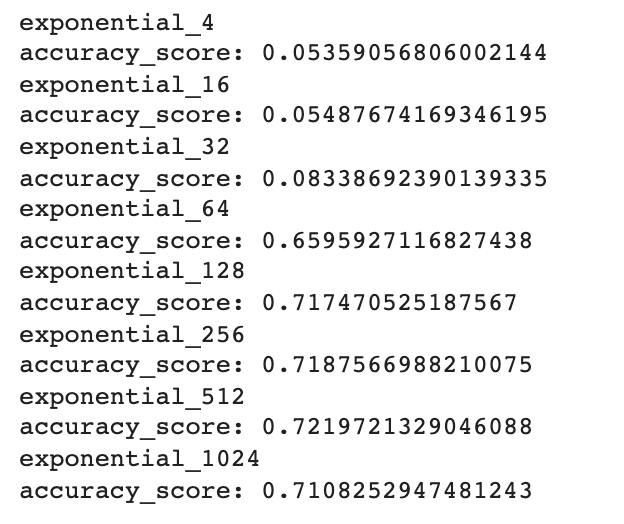 exponential_4
accuracy_score: 0.05359056806002144
exponential_16
accuracy_score: 0.05487674169346195
exponential_32
accuracy_score: 0.08338692390139335
exponential_64
accuracy_score: 0.6595927116827438
exponential_128
accuracy_score: 0.717470525187567
exponential_256
accuracy_score: 0.7187566988210075
exponential_512
accuracy_score: 0.7219721329046088
exponential_1024
accuracy_score: 0.7108252947481243